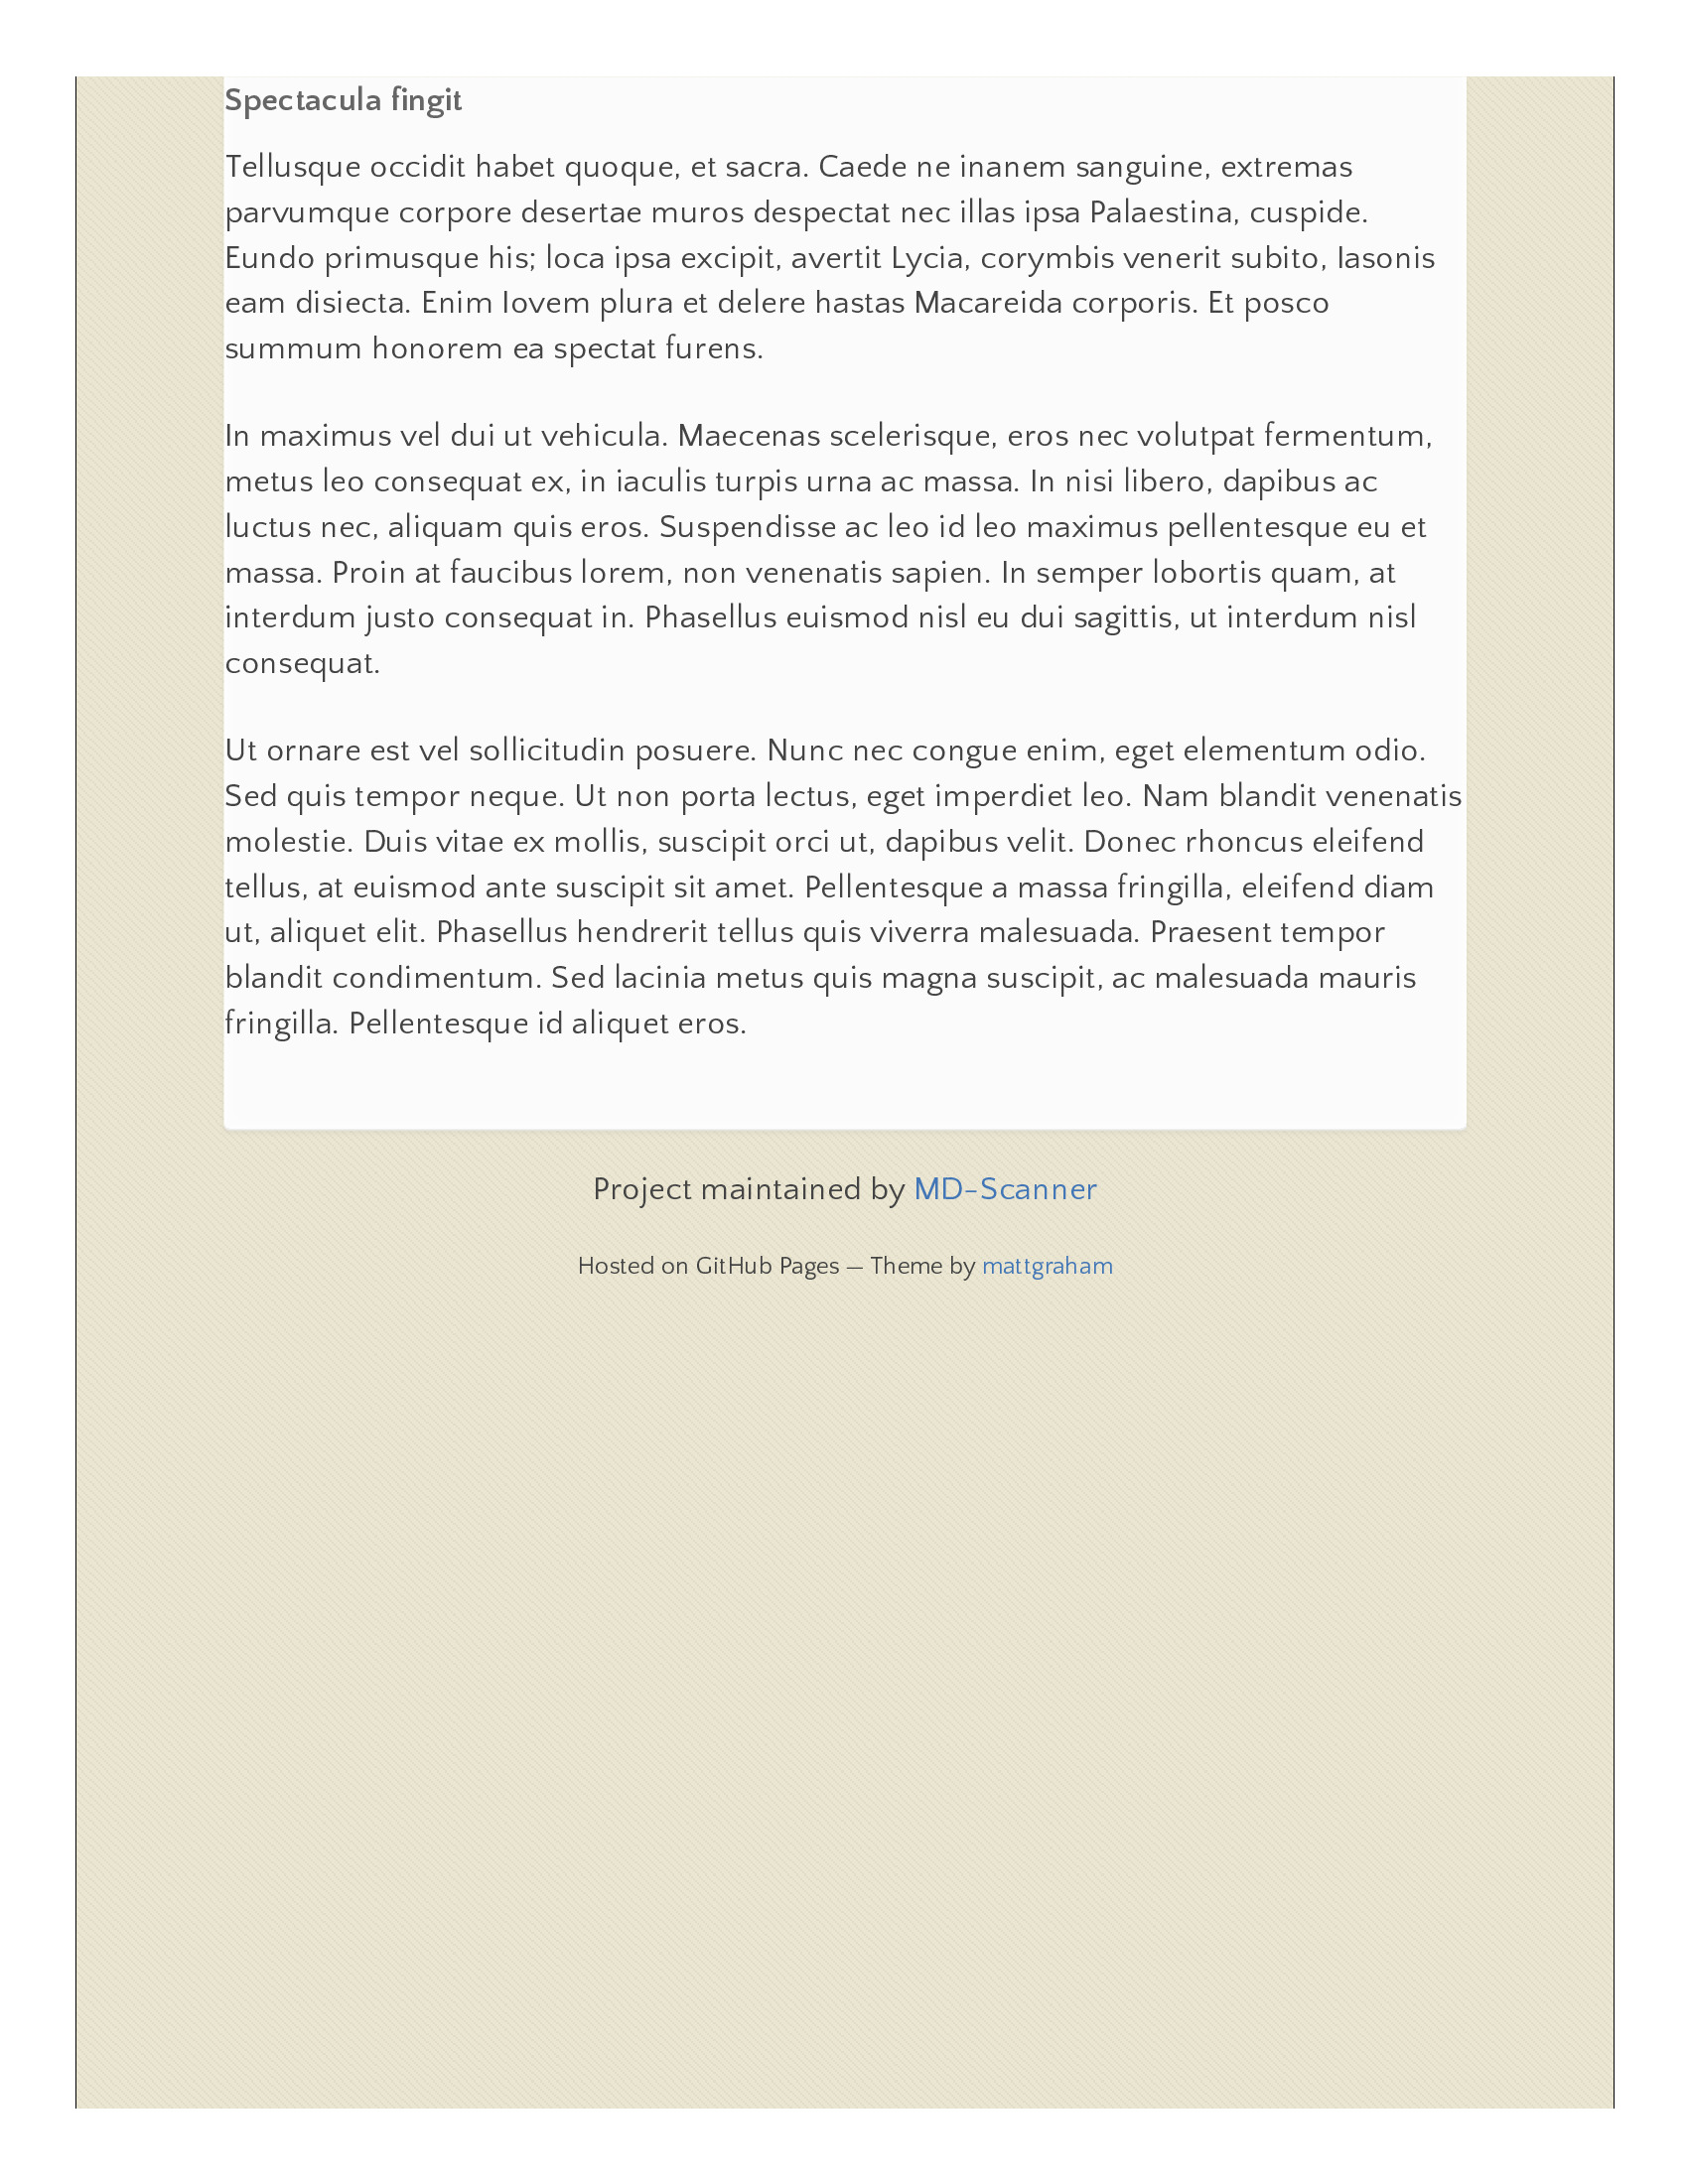 Spectacula fingit
Tellusque occidit habet quoque, et sacra. Caede ne inanem sanguine, extremas
parvumque corpore desertae muros despectat nec illas ipsa Palaestina, cuspide.
Eundo primusque his; loca ipsa excipit, avertit Lycia, corymbis venerit subito, Iasonis
eam disiecta. Enim Iovem plura et delere hastas Macareida corporis. Et posco
summum honorem ea spectat furens.
In maximus vel dui ut vehicula. Maecenas scelerisque, eros nec volutpat fermentum,
metus leo consequat ex, in iaculis turpis urna ac massa. In nisi libero, dapibus ac
luctus nec, aliquam quis eros. Suspendisse ac leo id leo maximus pellentesque eu et
massa. Proin at faucibus lorem, non venenatis sapien. In semper lobortis quam, at
interdum justo consequat in. Phasellus euismod nisl eu dui sagittis, ut interdum nisl
consequat.
Ut ornare est vel sollicitudin posuere. Nunc nec congue enim, eget elementum odio.
Sed quis tempor neque. Ut non porta lectus, eget imperdiet leo. Nam blandit venenatis
molestie. Duis vitae ex mollis, suscipit orci ut, dapibus velit. Donec rhoncus eleifend
tellus, at euismod ante suscipit sit amet. Pellentesque a massa fringilla, eleifend diam
ut, aliquet elit. Phasellus hendrerit tellus quis viverra malesuada. Praesent tempor
blandit condimentum. Sed lacinia metus quis magna suscipit, ac malesuada mauris
fringilla. Pellentesque id aliquet eros.
Project maintained by MD-Scanner
Hosted on GitHub Pages — Theme by mattgraham